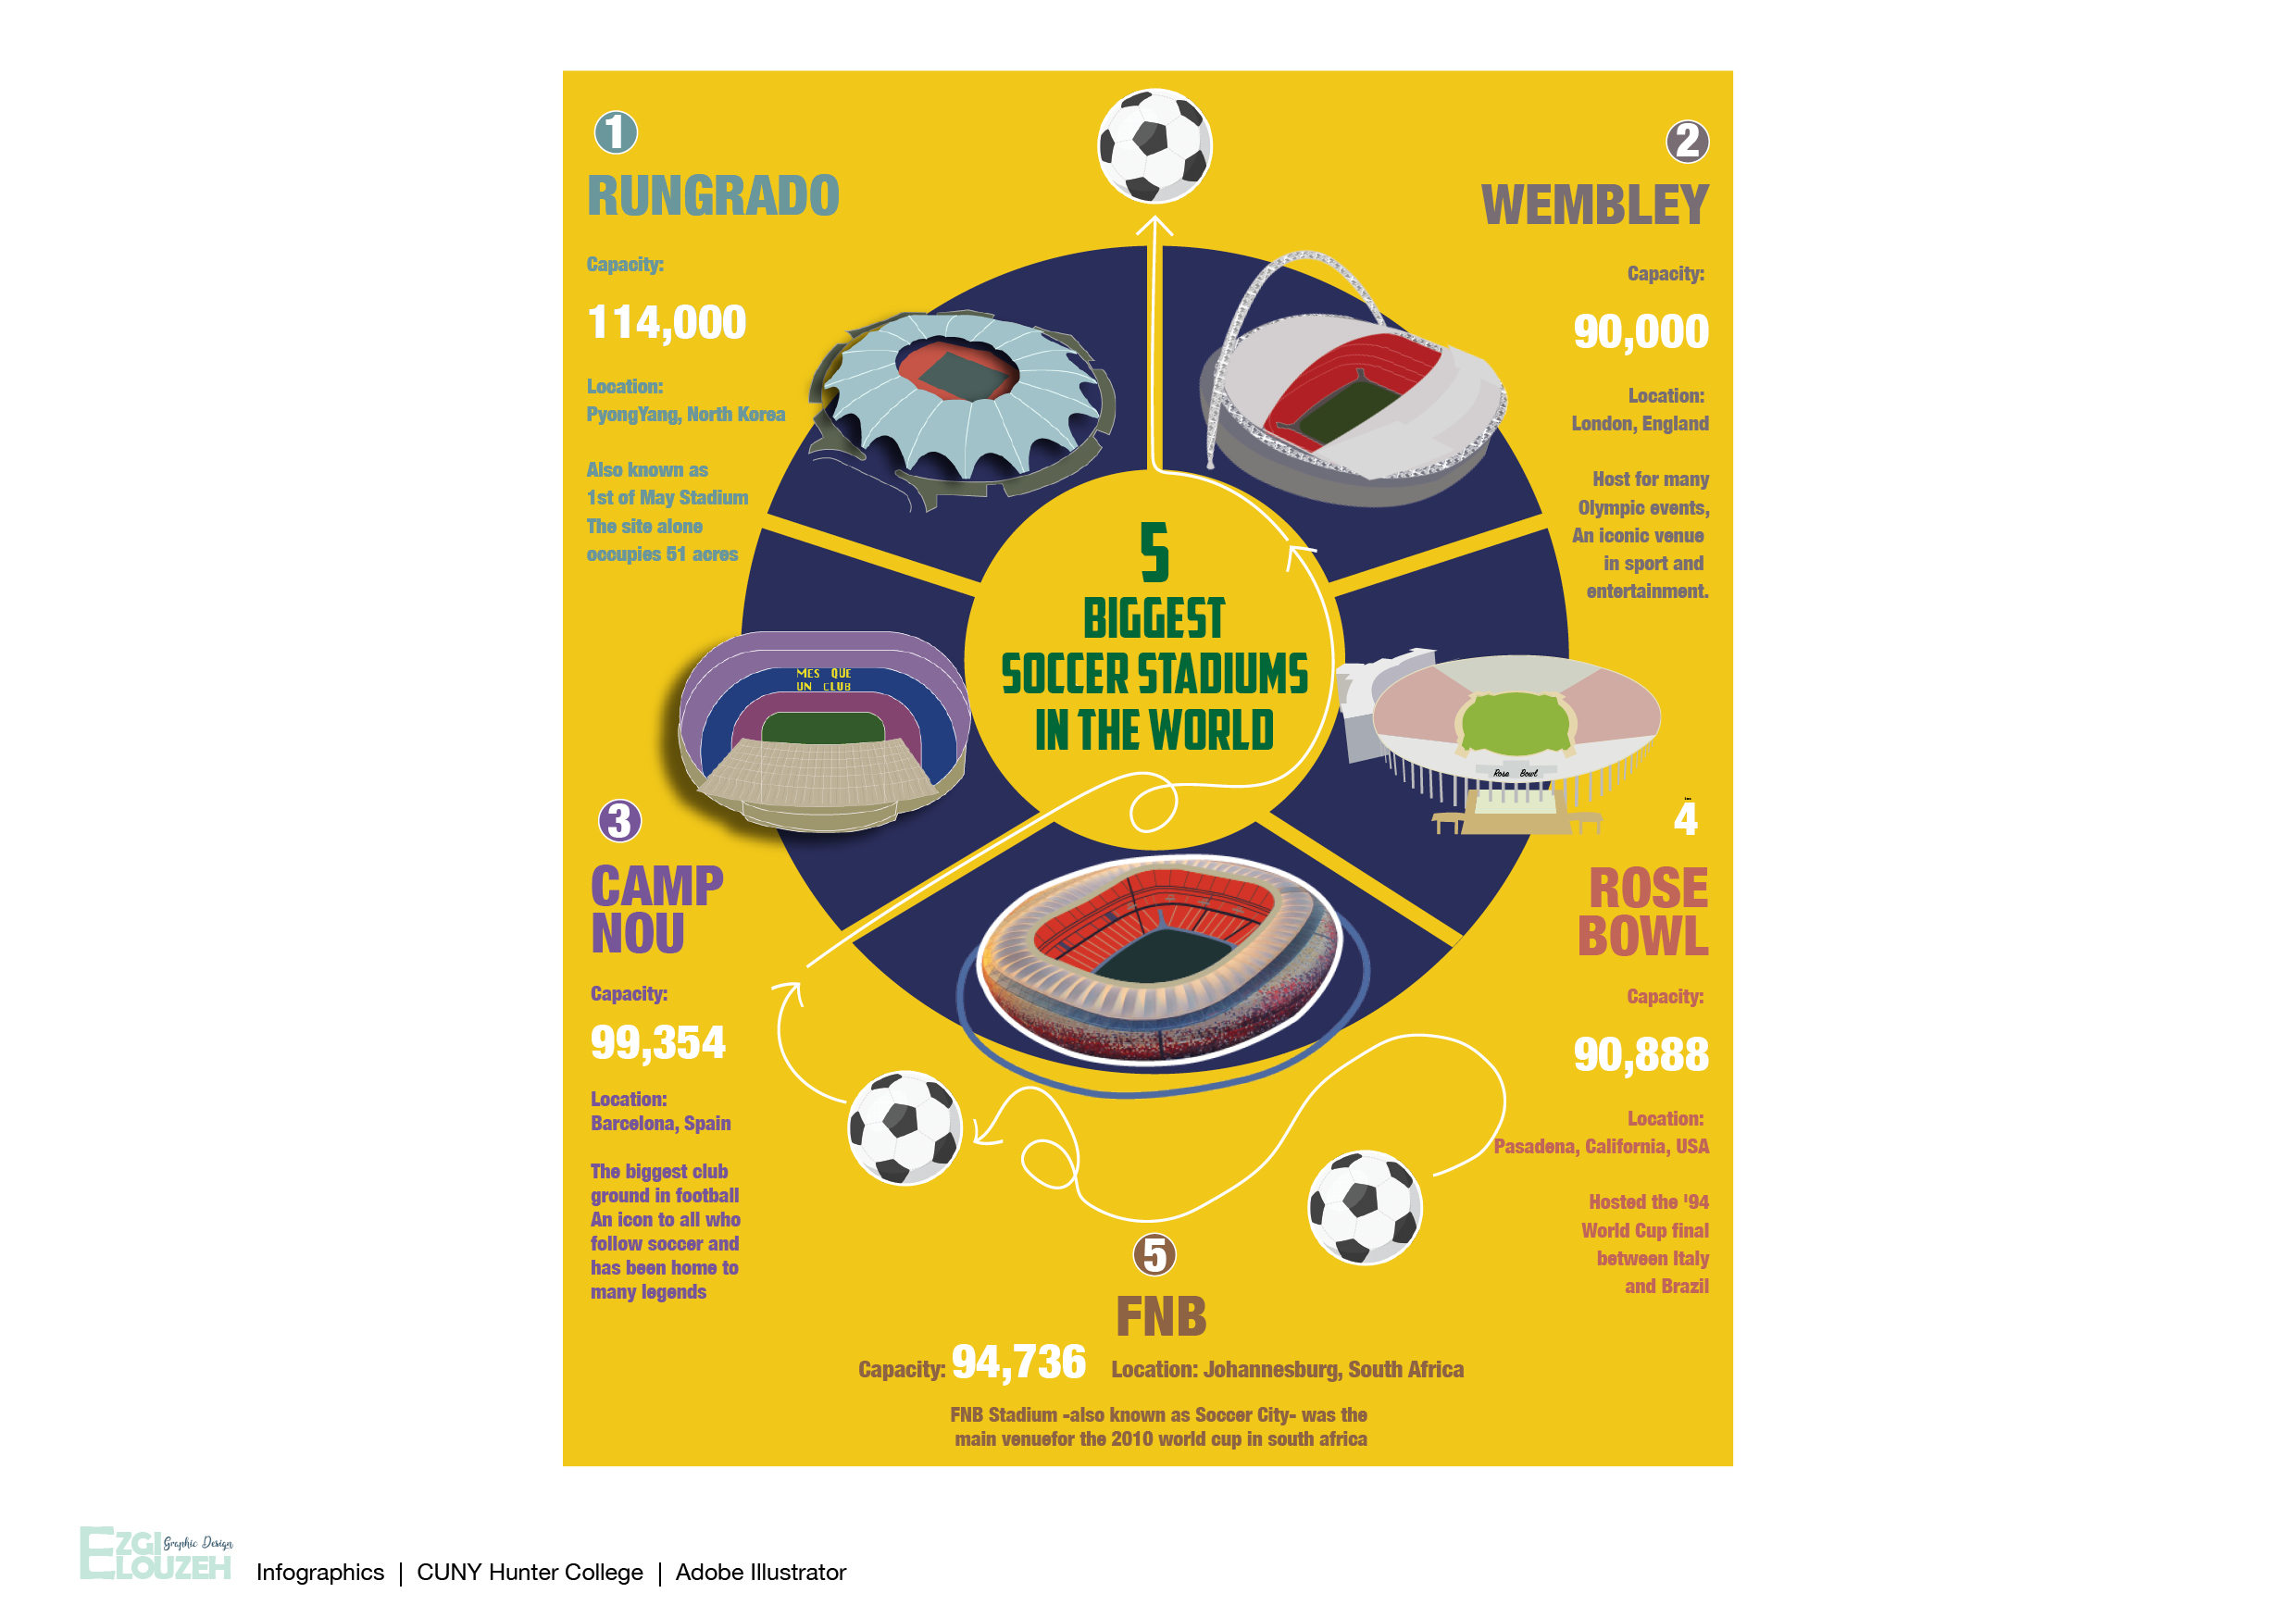 1
RUNGRADO
Capacity:
114,000
Location:
PyongYang, North Korea
Also known as
1st of May Stadium
The site alone
occupies 51 acres
2
WEMBLEY
Capacity:
90,000
Location:
London, England
Host for many
Olympic events,
An iconic venue
in sport and
entertainment.
5
BIGGEST
SOCCER STADIUMS
IN THE WORLD
MES QUE
UN CLUB
Rose Bowl
3
CAMP
NOU
Capacity:
99,354
Location:
Barcelona, Spain
The biggest club
ground in football
An icon to all who
follow soccer and
has been home to
many legends
4
ROSE
BOWL
Capacity:
90,888
Location:
Pasadena, California, USA
Hosted the '94
World Cup final
between Italy
and Brazil
5
FNB
Capacity: 94,736 Location: Johannesburg, South Africa
FNB Stadium -also known as Soccer City- was the
main venuefor the 2010 world cup in south africa
EZGI Graphic Design
ELOUZEH
Infographics | CUNY Hunter College | Adobe Illustrator